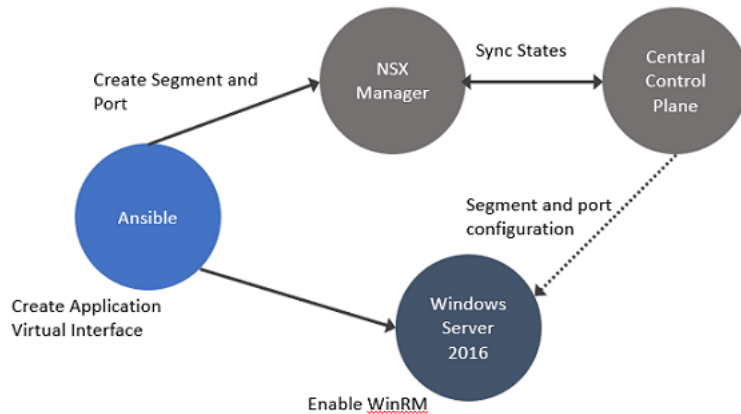 Create Segment and
Port
NSX
Manager
Sync States
Central
Control
Plane
Ansible
Segment and port
configuration
Create Application
Virtual Interface
Windows
Server
2016
Enable WinRM